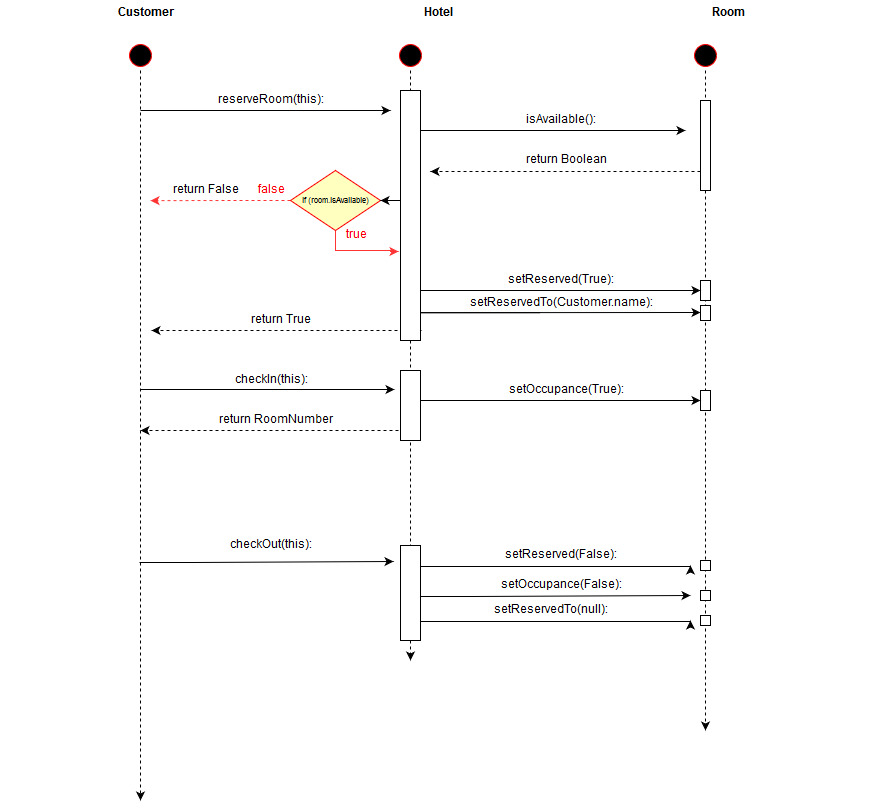 Customer
Hotel
Room
reserveRoom(this):
isAvailable():
return Boolean
return False
false
if (room.isAvailable)
true
setReserved(True):
setReservedTo(Customer.name):
return True
checkIn(this):
setOccupance(True):
return RoomNumber
checkOut(this):
setReserved(False):
setOccupance(False):
setReservedTo(null):